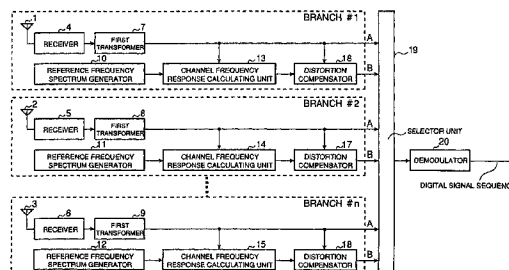 BRANCH #1
1
4
7
RECEIVER
FIRST
TRANSFORMER
A
19
10
13
16
REFERENCE FREQUENCY
SPECTRUM GENERATOR
CHANNEL FREQUENCY
RESPONSE CALCULATING UNIT
DISTORTION
COMPENSATOR
B
BRANCH #2
2
5
8
RECEIVER
FIRST
TRANSFORMER
A
SELECTOR UNIT
11
14
17
20
REFERENCE FREQUENCY
SPECTRUM GENERATOR
CHANNEL FREQUENCY
RESPONSE CALCULATING UNIT
DISTORTION
COMPENSATOR
B
DEMODULATOR
DIGITAL SIGNAL SEQUENCE
BRANCH #n
3
6
9
RECEIVER
FIRST
TRANSFORMER
A
12
15
18
REFERENCE FREQUENCY
SPECTRUM GENERATOR
CHANNEL FREQUENCY
RESPONSE CALCULATING UNIT
DISTORTION
COMPENSATOR
B